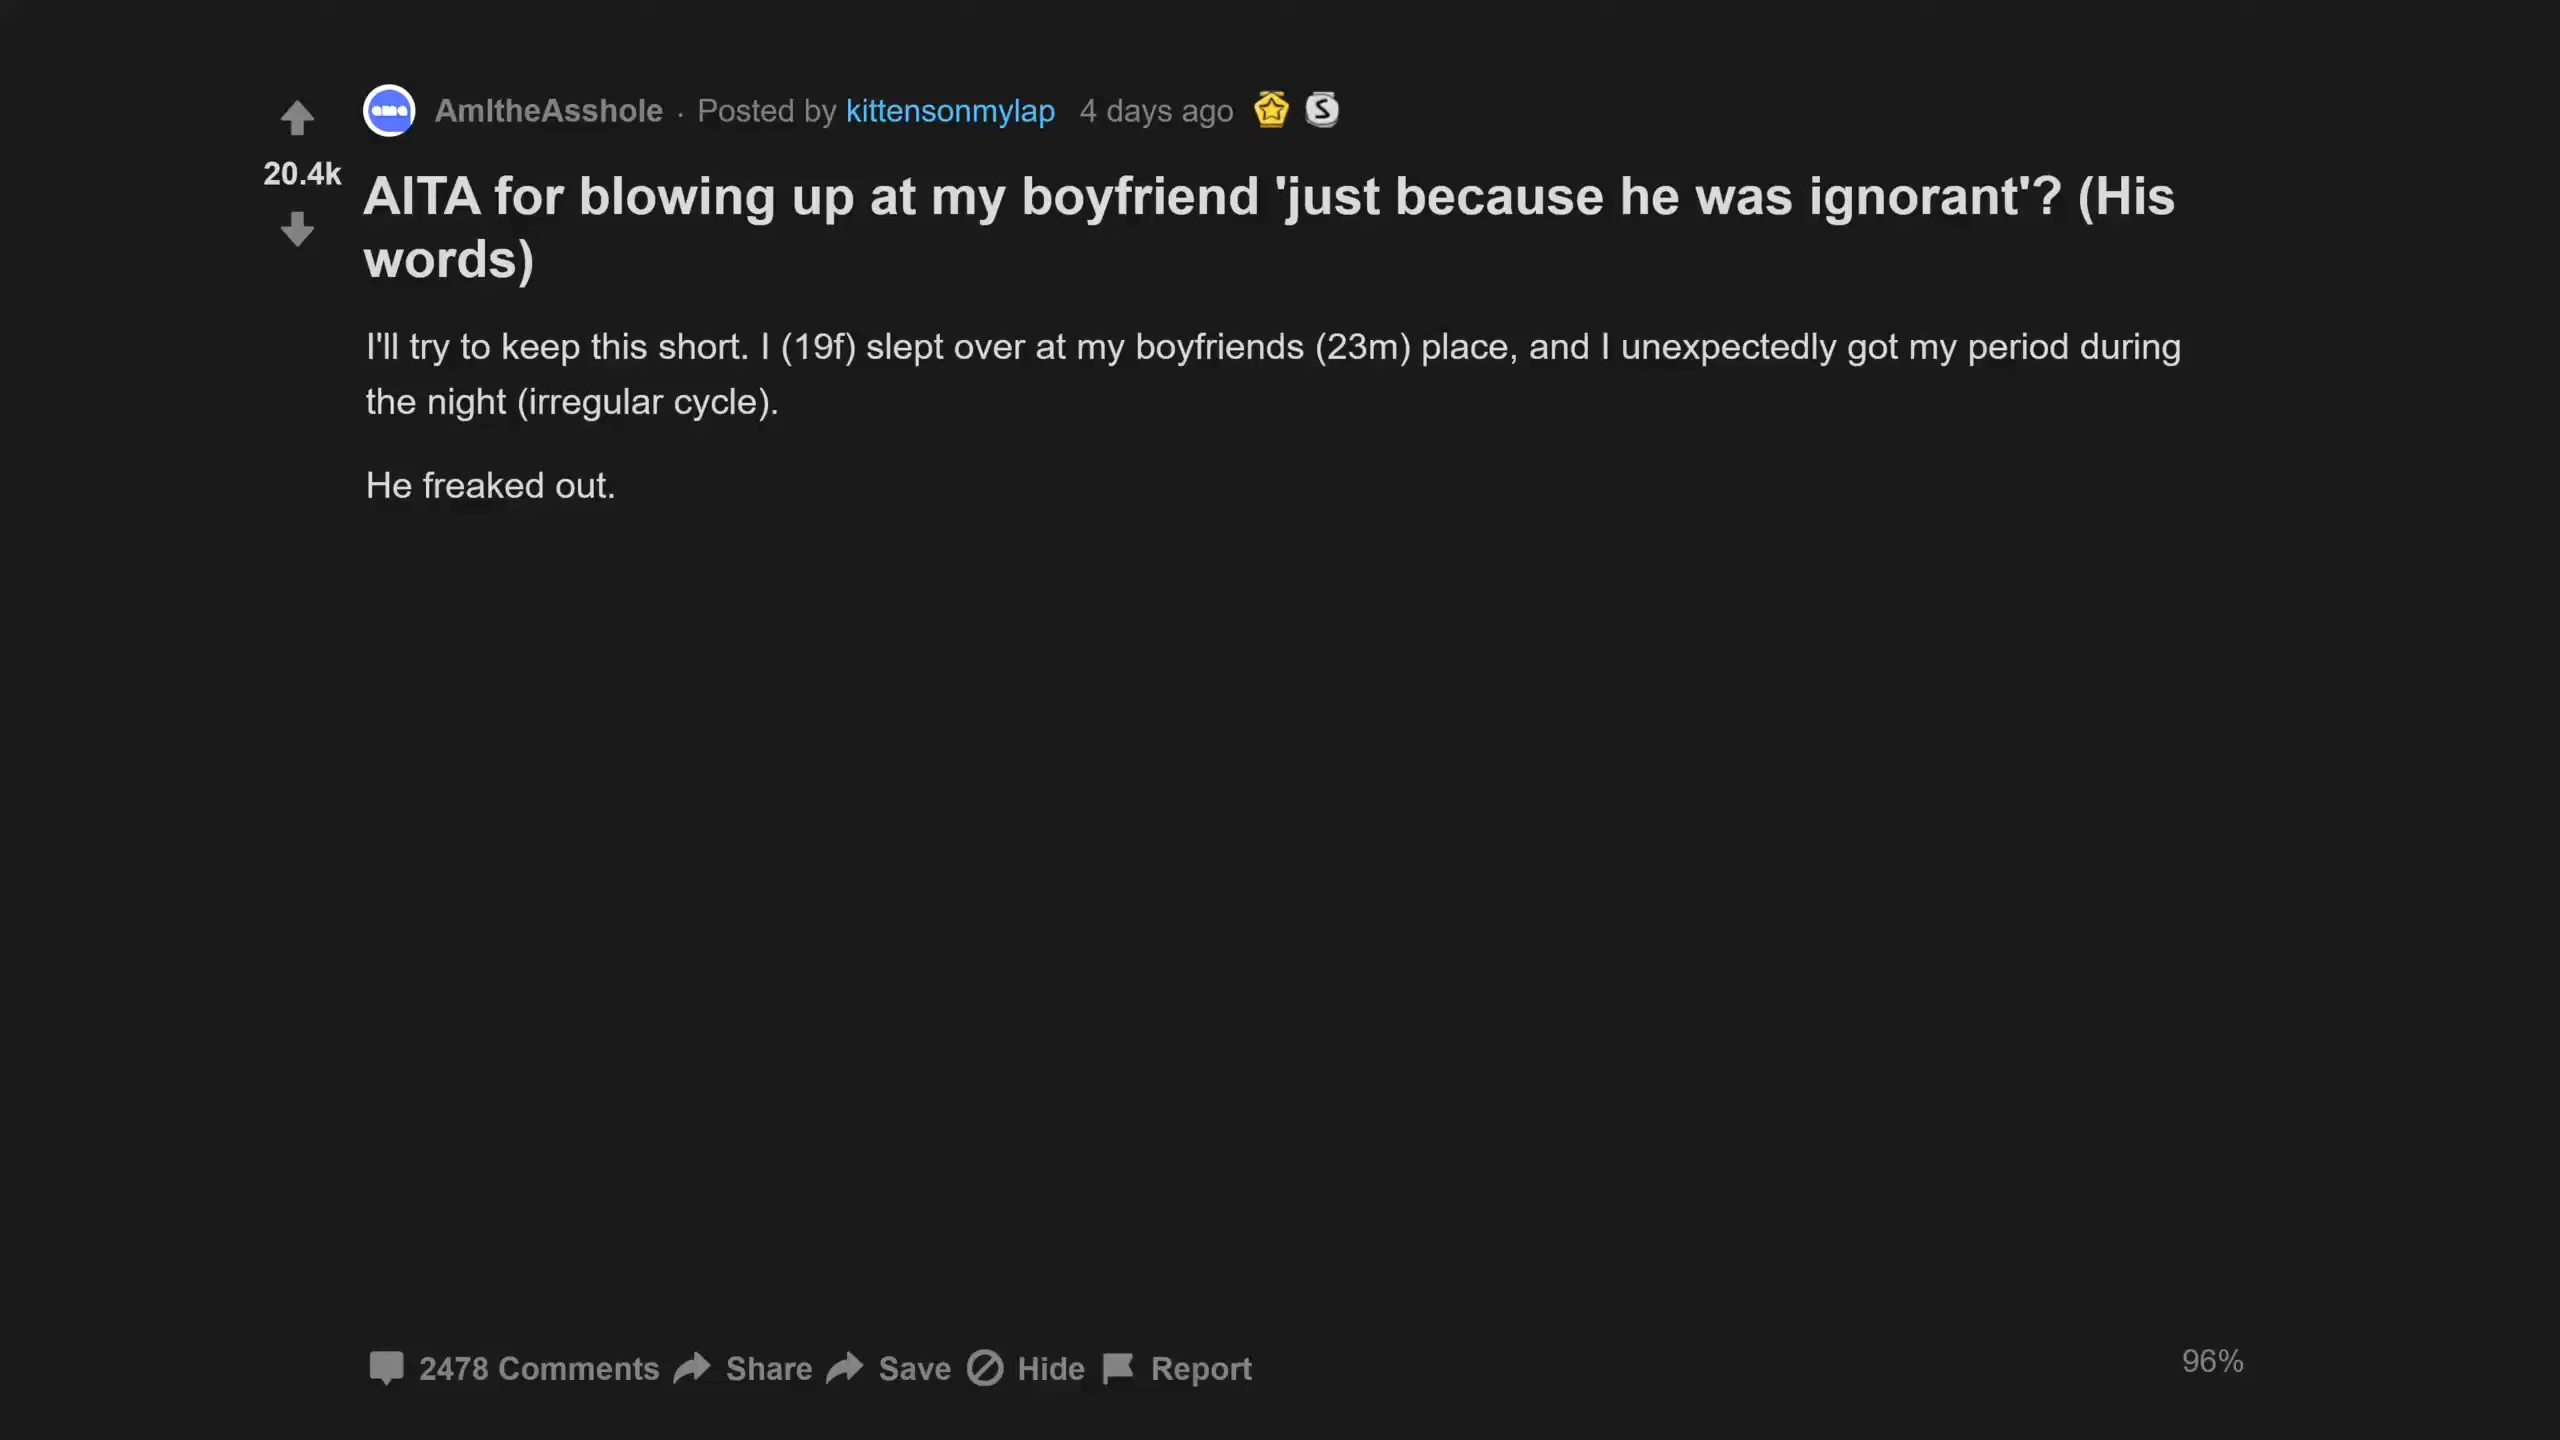 AmItheAsshole · Posted by kittensonmylap 4 days ago
20.4k
AITA for blowing up at my boyfriend 'just because he was ignorant'? (His
words)
I'll try to keep this short. I (19f) slept over at my boyfriends (23m) place, and I unexpectedly got my period during
the night (irregular cycle).
He freaked out.
2478 Comments Share Save Hide Report
96%